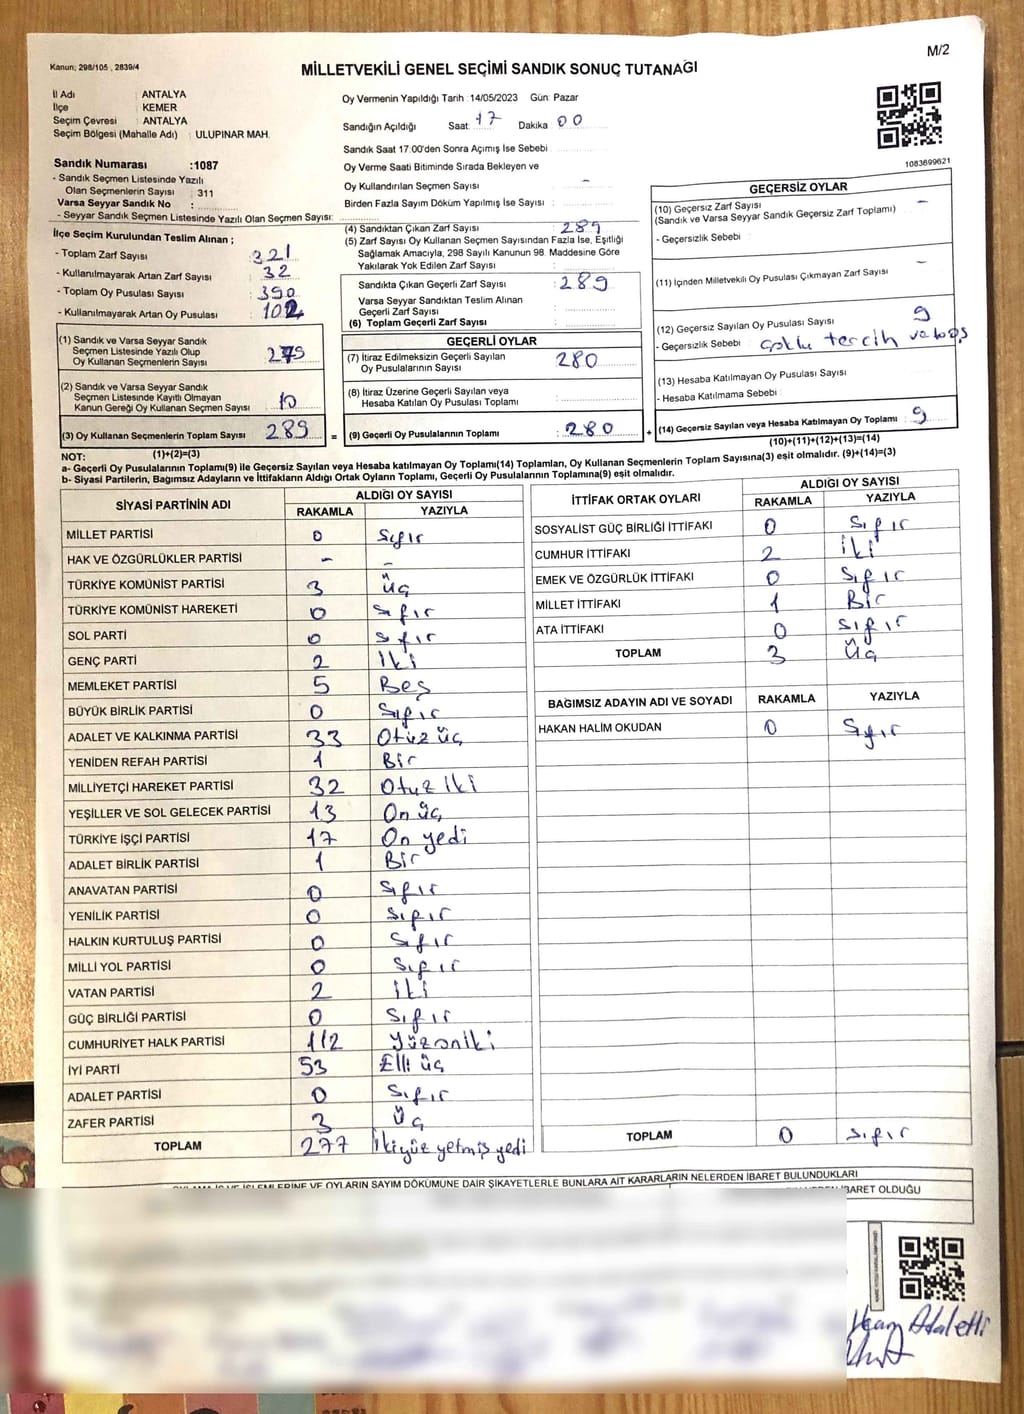 M/2
Kanun; 298/105 , 2839/4
MİLLETVEKİLİ GENEL SEÇİMİ SANDIK SONUÇ TUTANAĞI
İl Adı : ANTALYA
İlçe : KEMER
Seçim Çevresi : ANTALYA
Seçim Bölgesi (Mahalle Adı) : ULUPINAR MAH.
Sandık Numarası :1087
- Sandık Seçmen Listesinde Yazılı
Olan Seçmenlerin Sayısı : 311
Varsa Seyyar Sandık No :
- Seyyar Sandık Seçmen Listesinde Yazılı Olan Seçmen Sayısı:
İlçe Seçim Kurulundan Teslim Alınan ;
- Toplam Zarf Sayısı : 321
- Kullanılmayarak Artan Zarf Sayısı : 32
- Toplam Oy Pusulası Sayısı : 390
- Kullanılmayarak Artan Oy Pusulası : 102
(1) Sandık ve Varsa Seyyar Sandık
Seçmen Listesinde Yazılı Olup
Oy Kullanan Seçmenlerin Sayısı : 279
(2) Sandık ve Varsa Seyyar Sandık
Seçmen Listesinde Kayıtlı Olmayan
Kanun Gereği Oy Kullanan Seçmen Sayısı : 10
(3) Oy Kullanan Seçmenlerin Toplam Sayısı : 289
(1)+(2)=(3)
Oy Vermenin Yapıldığı Tarih :14/05/2023 Gün: Pazar
Sandığın Açıldığı Saat: 17 Dakika : 00
Sandık Saat 17:00'den Sonra Açımış İse Sebebi :
Oy Verme Saati Bitiminde Sırada Bekleyen ve
Oy Kullandırılan Seçmen Sayısı : –
Birden Fazla Sayım Döküm Yapılmış İse Sayısı :
(4) Sandıktan Çıkan Zarf Sayısı : 289
(5) Zarf Sayısı Oy Kullanan Seçmen Sayısından Fazla İse, Eşitliği
Sağlamak Amacıyla, 298 Sayılı Kanunun 98. Maddesine Göre
Yakılarak Yok Edilen Zarf Sayısı :
Sandıkta Çıkan Geçerli Zarf Sayısı : 289
Varsa Seyyar Sandıktan Teslim Alınan
Geçerli Zarf Sayısı :
(6) Toplam Geçerli Zarf Sayısı :
GEÇERLİ OYLAR
(7) İtiraz Edilmeksizin Geçerli Sayılan
Oy Pusulalarının Sayısı : 280
(8) İtiraz Üzerine Geçerli Sayılan veya
Hesaba Katılan Oy Pusulası Toplamı :
= (9) Geçerli Oy Pusulalarının Toplamı : 280 +
1083699621
GEÇERSİZ OYLAR
(10) Geçersiz Zarf Sayısı : –
(Sandık ve Varsa Seyyar Sandık Geçersiz Zarf Toplamı)
- Geçersizlik Sebebi :
(11) İçinden Milletvekili Oy Pusulası Çıkmayan Zarf Sayısı : –
(12) Geçersiz Sayılan Oy Pusulası Sayısı : 9
- Geçersizlik Sebebi : Çoklu tercih ve boş
(13) Hesaba Katılmayan Oy Pusulası Sayısı :
- Hesaba Katılmama Sebebi :
(14) Geçersiz Sayılan veya Hesaba Katılmayan Oy Toplamı : 9
(10)+(11)+(12)+(13)=(14)
NOT:
a- Geçerli Oy Pusulalarının Toplamı(9) ile Geçersiz Sayılan veya Hesaba katılmayan Oy Toplamı(14) Toplamları, Oy Kullanan Seçmenlerin Toplam Sayısına(3) eşit olmalıdır. (9)+(14)=(3)
b- Siyasi Partilerin, Bağımsız Adayların ve İttifakların Aldığı Ortak Oyların Toplamı, Geçerli Oy Pusulalarının Toplamına(9) eşit olmalıdır.
SİYASİ PARTİNİN ADI ALDIĞI OY SAYISI
RAKAMLA YAZIYLA
MİLLET PARTİSİ 0 Sıfır
HAK VE ÖZGÜRLÜKLER PARTİSİ – –
TÜRKİYE KOMÜNİST PARTİSİ 3 Üç
TÜRKİYE KOMÜNİST HAREKETİ 0 Sıfır
SOL PARTİ 0 Sıfır
GENÇ PARTİ 2 İki
MEMLEKET PARTİSİ 5 Beş
BÜYÜK BİRLİK PARTİSİ 0 Sıfır
ADALET VE KALKINMA PARTİSİ 33 Otuz üç
YENİDEN REFAH PARTİSİ 1 Bir
MİLLİYETÇİ HAREKET PARTİSİ 32 Otuz iki
YEŞİLLER VE SOL GELECEK PARTİSİ 13 On üç
TÜRKİYE İŞÇİ PARTİSİ 17 On yedi
ADALET BİRLİK PARTİSİ 1 Bir
ANAVATAN PARTİSİ 0 Sıfır
YENİLİK PARTİSİ 0 Sıfır
HALKIN KURTULUŞ PARTİSİ 0 Sıfır
MİLLİ YOL PARTİSİ 0 Sıfır
VATAN PARTİSİ 2 İki
GÜÇ BİRLİĞİ PARTİSİ 0 Sıfır
CUMHURİYET HALK PARTİSİ 112 Yüzoniki
İYİ PARTİ 53 Elli üç
ADALET PARTİSİ 0 Sıfır
ZAFER PARTİSİ 3 Üç
TOPLAM 277 İkiyüz yetmiş yedi
İTTİFAK ORTAK OYLARI ALDIĞI OY SAYISI
RAKAMLA YAZIYLA
SOSYALİST GÜÇ BİRLİĞİ İTTİFAKI 0 Sıfır
CUMHUR İTTİFAKI 2 İki
EMEK VE ÖZGÜRLÜK İTTİFAKI 0 Sıfır
MİLLET İTTİFAKI 1 Bir
ATA İTTİFAKI 0 Sıfır
TOPLAM 3 Üç
BAĞIMSIZ ADAYIN ADI VE SOYADI RAKAMLA YAZIYLA
HAKAN HALİM OKUDAN 0 Sıfır
TOPLAM 0 Sıfır
OYLARIN SAYIM DÖKÜMÜNE DAİR ŞİKAYETLERLE BUNLARA AİT KARARLARIN NELERDEN İBARET BULUNDUKLARI
İBARET OLDUĞU
Adaletli